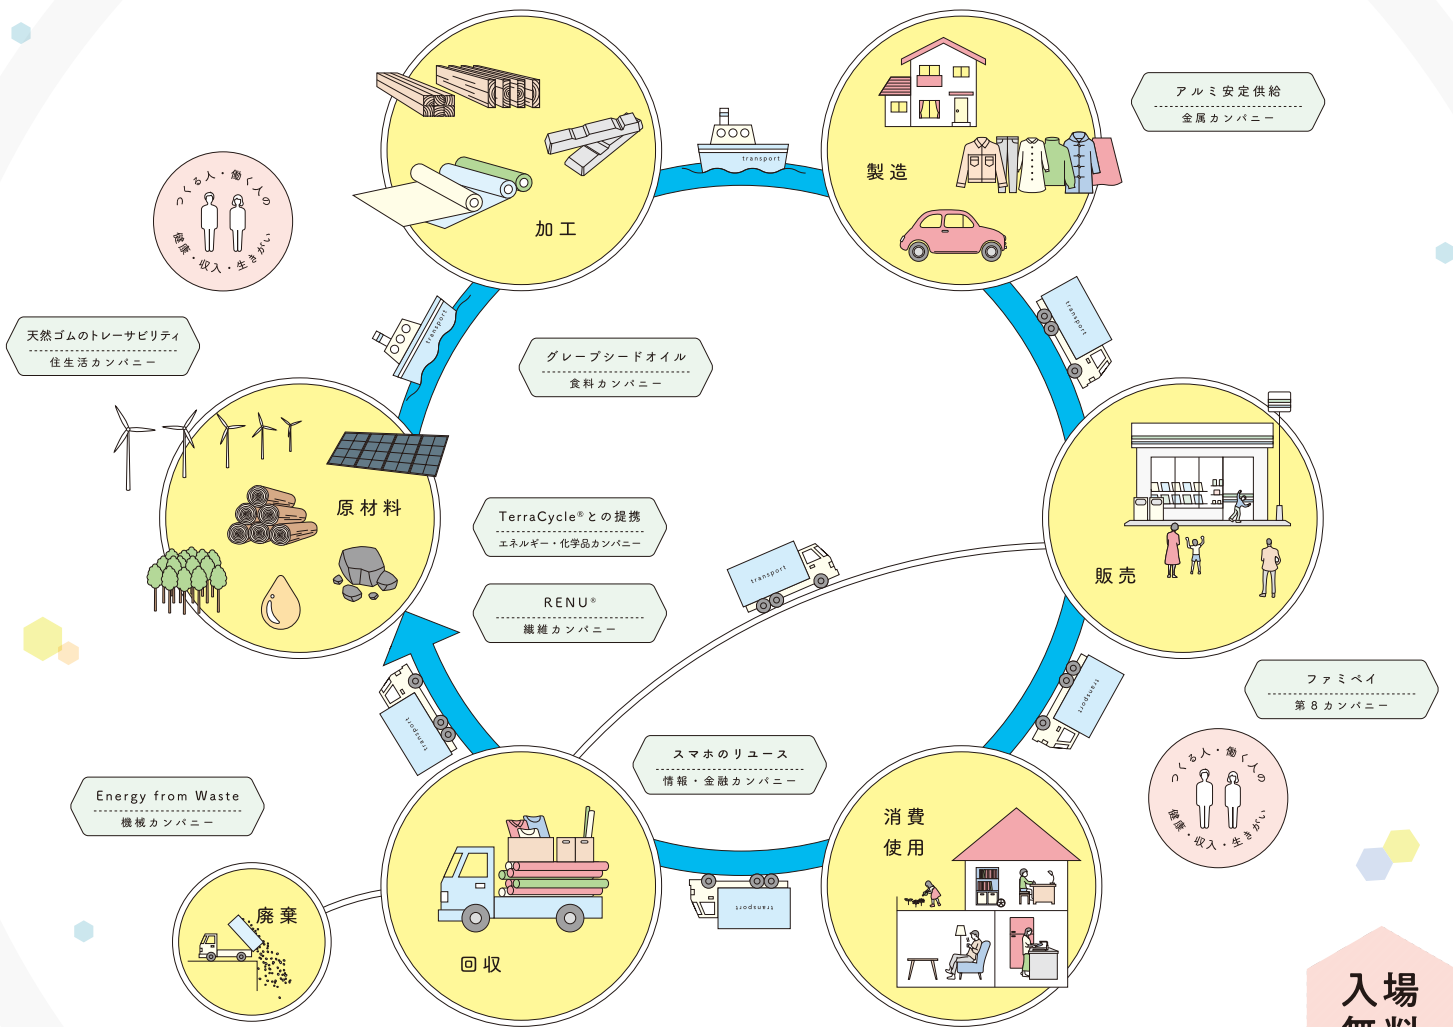 アルミ安定供給
金属カンパニー
transport
製造
加工
つくる人・働く人の
健康・収入・生きがい
transport
transport
天然ゴムのトレーサビリティ
住生活カンパニー
グレープシードオイル
食料カンパニー
原材料
TerraCycle®との提携
エネルギー・化学品カンパニー
transport
販売
RENU®
繊維カンパニー
transport
transport
ファミペイ
第8カンパニー
スマホのリユース
情報・金融カンパニー
つくる人・働く人の
健康・収入・生きがい
Energy from Waste
機械カンパニー
消費
使用
transport
廃棄
回収
入場
無料